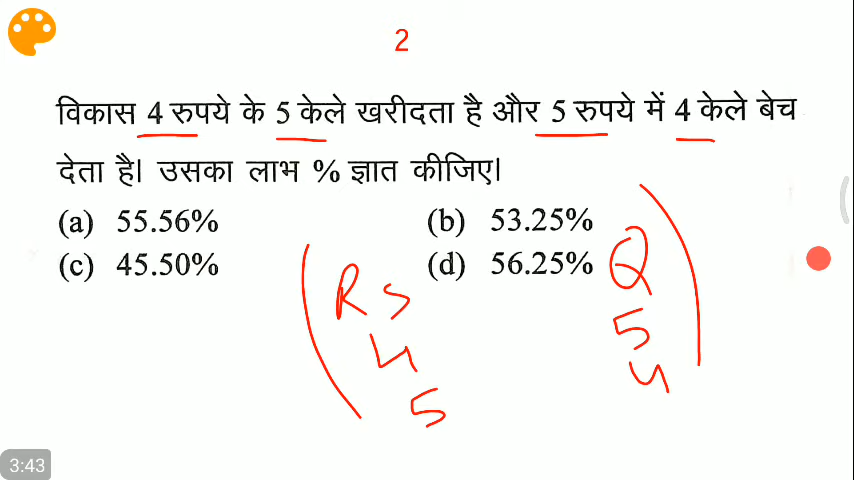 2
विकास 4 रुपये के 5 केले खरीदता है और 5 रुपये में 4 केले बेच
देता है। उसका लाभ % ज्ञात कीजिए।
(a) 55.56% (b) 53.25%
(c) 45.50% (d) 56.25%
Rs Q
4 5
5 4
3:43